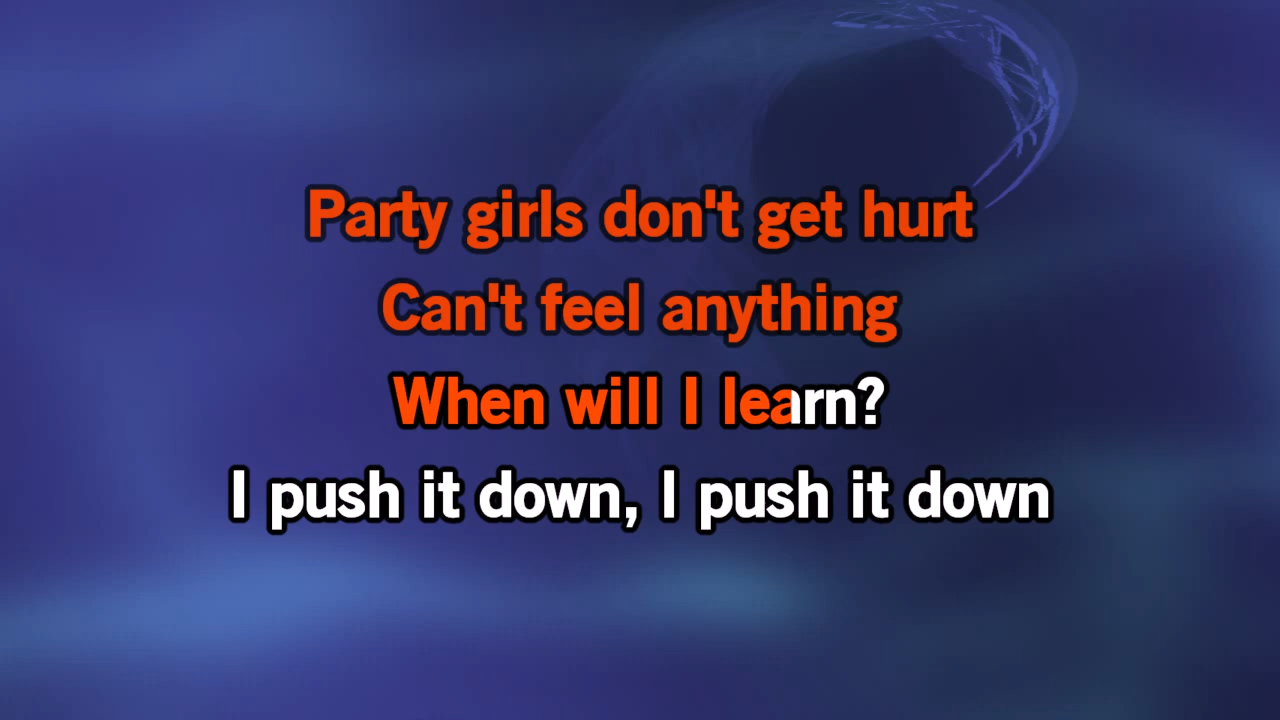 Party girls don't get hurt
Can't feel anything
When will I learn?
I push it down, I push it down